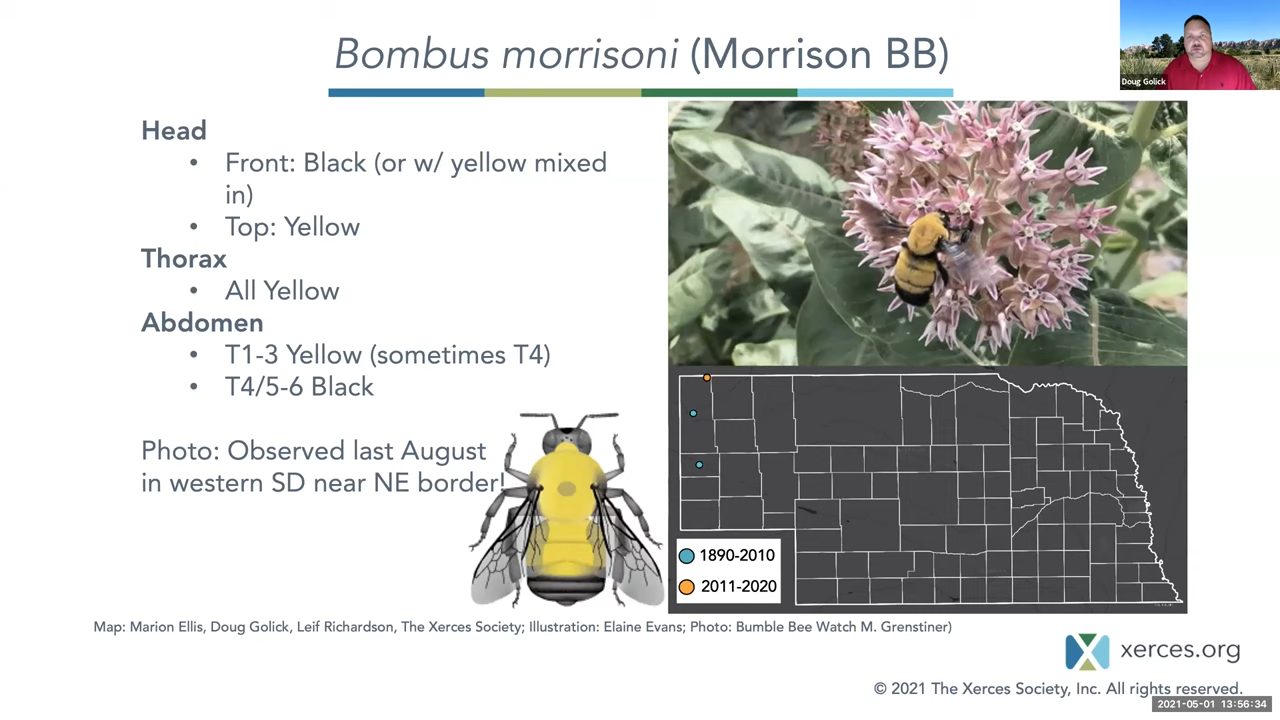 Bombus morrisoni (Morrison BB)
Doug Golick
Head
• Front: Black (or w/ yellow mixed
in)
• Top: Yellow
Thorax
• All Yellow
Abdomen
• T1-3 Yellow (sometimes T4)
• T4/5-6 Black
Photo: Observed last August
in western SD near NE border!
1890-2010
2011-2020
Map: Marion Ellis, Doug Golick, Leif Richardson, The Xerces Society; Illustration: Elaine Evans; Photo: Bumble Bee Watch M. Grenstiner)
xerces.org
© 2021 The Xerces Society, Inc. All rights reserved.
2021-05-01 13:56:34